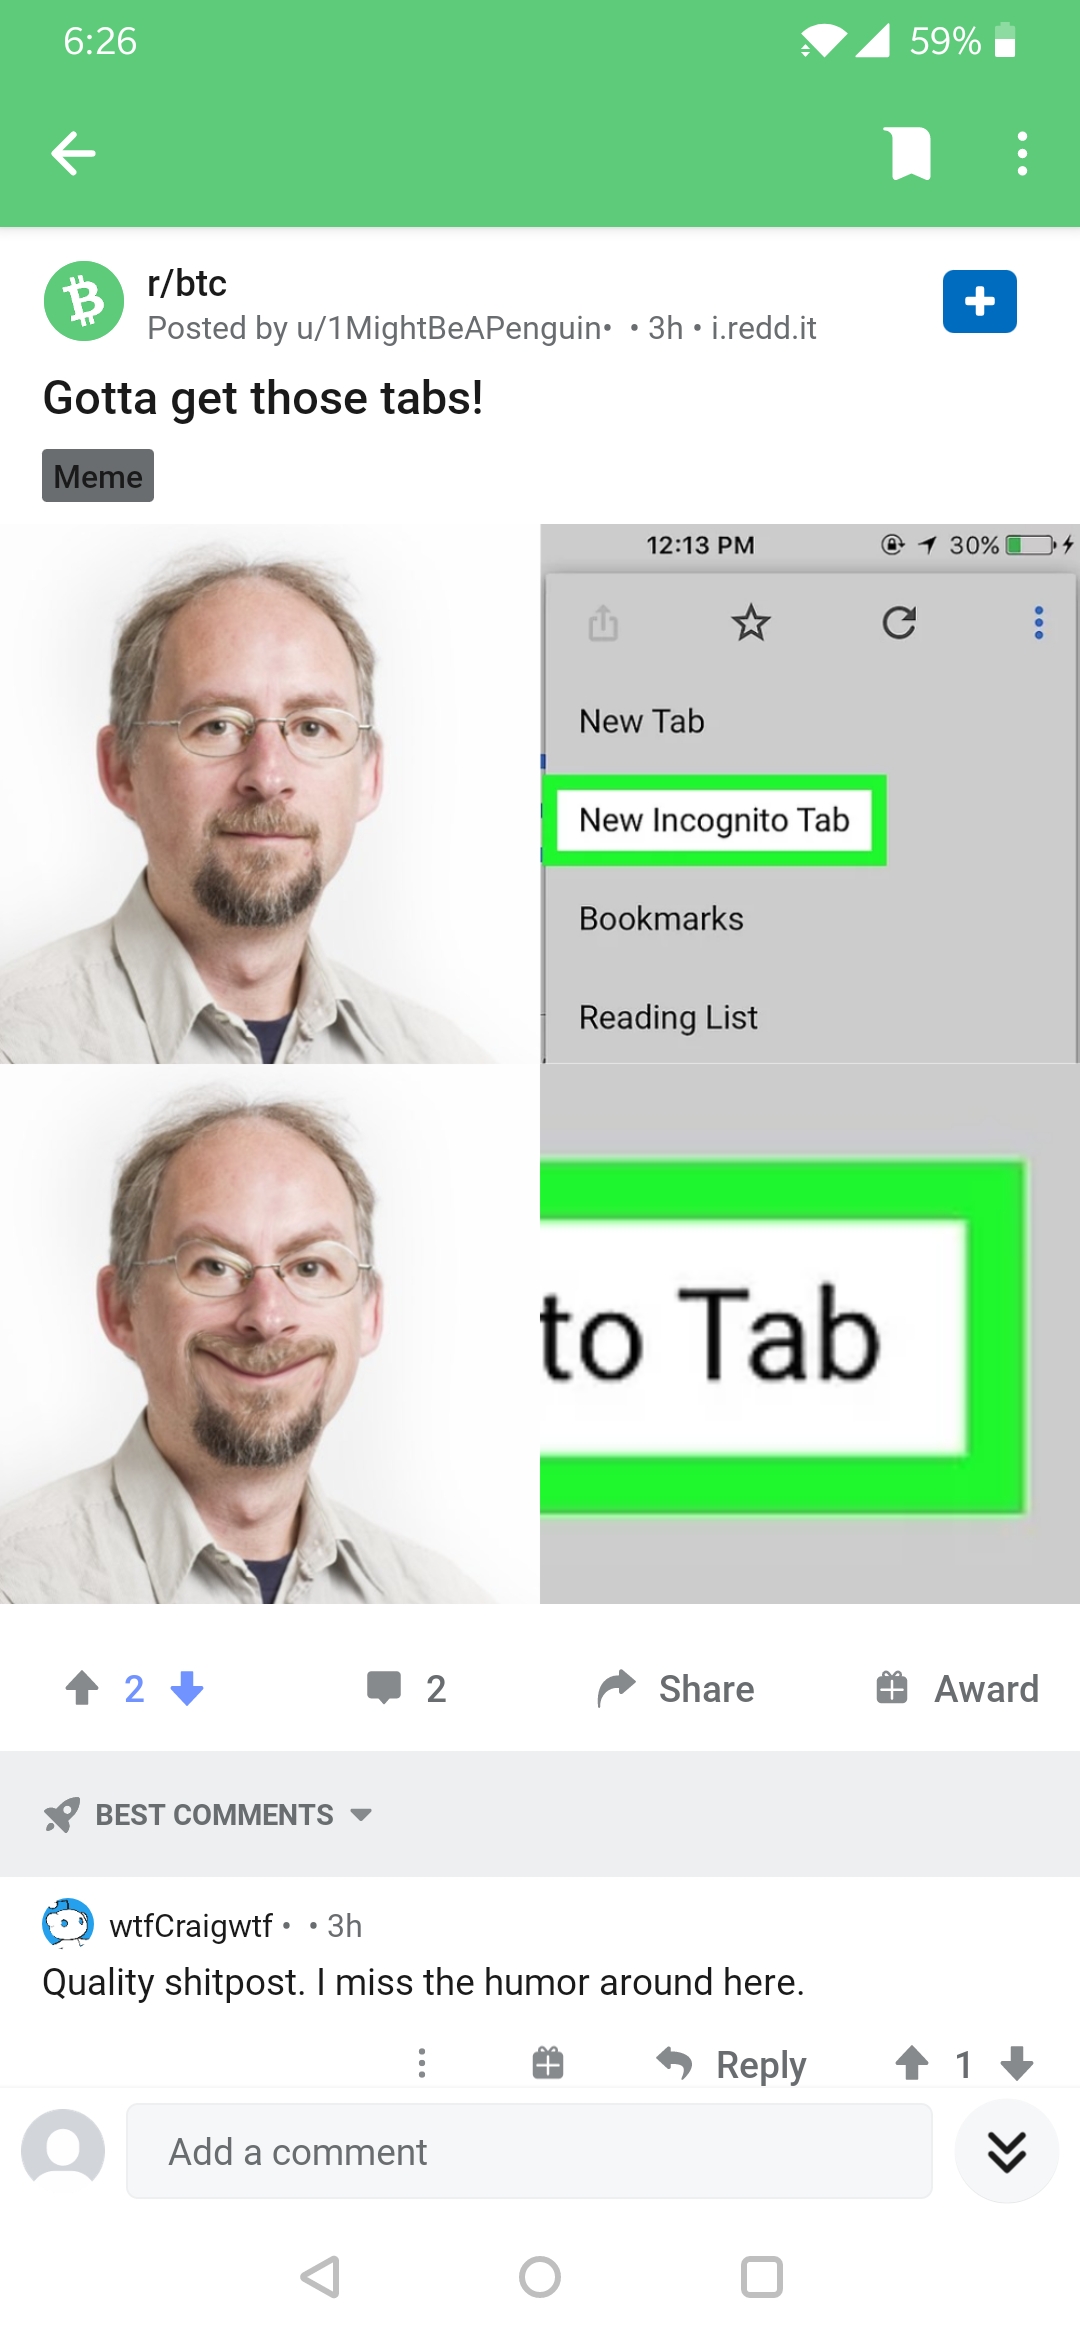 6:26
59%
r/btc
Posted by u/1MightBeAPenguin• • 3h • i.redd.it
Gotta get those tabs!
Meme
12:13 PM
30%
New Tab
New Incognito Tab
Bookmarks
Reading List
to Tab
2
2
Share
Award
BEST COMMENTS
wtfCraigwtf • • 3h
Quality shitpost. I miss the humor around here.
Reply
1
Add a comment